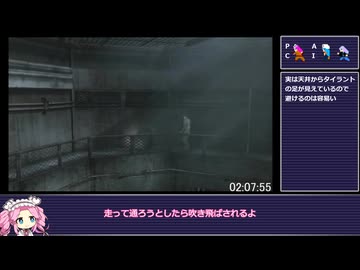 P A
C I
実は天井からタイラント
の足が見えているので
避けるのは容易い
02:07:55
走って通ろうとしたら吹き飛ばされるよ